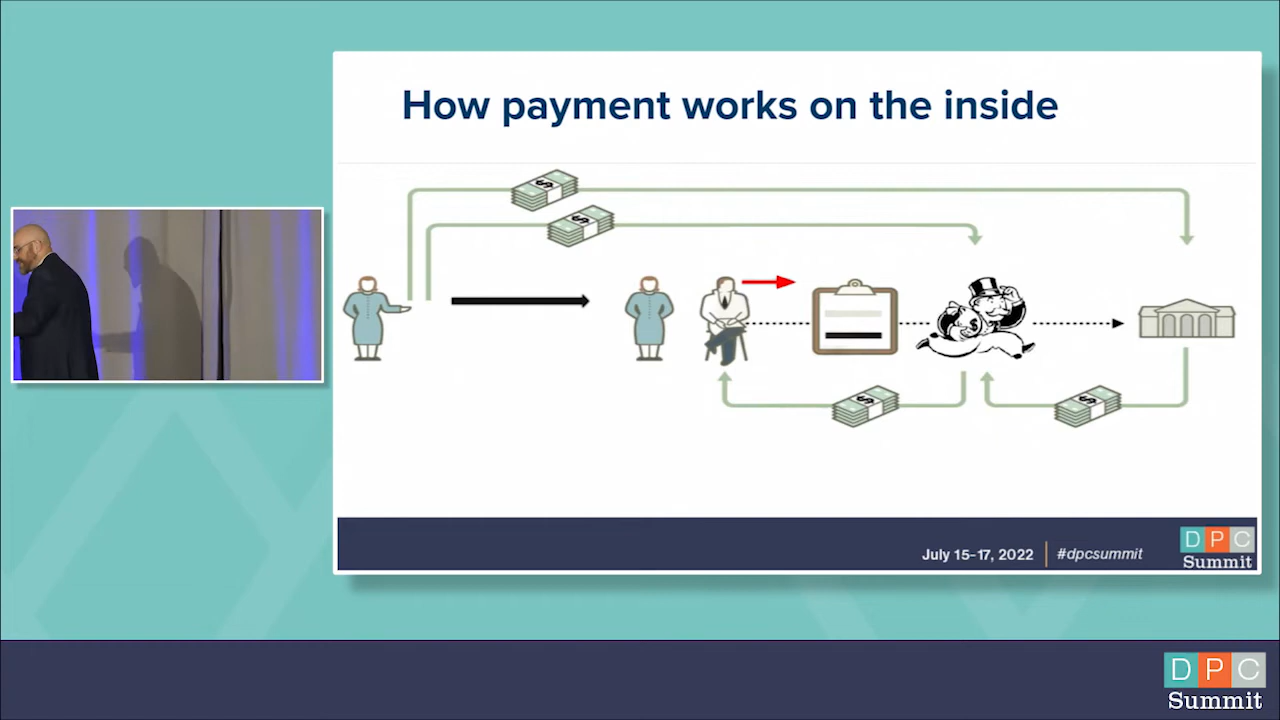 How payment works on the inside
$
$
$
$
$
July 15–17, 2022
#dpcsummit
DPC
Summit
DPC
Summit